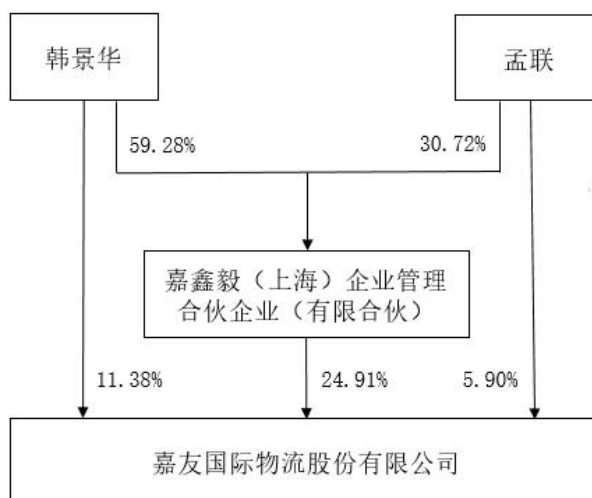 韩景华
孟联
59.28%
30.72%
嘉鑫毅（上海）企业管理
合伙企业（有限合伙）
11.38%
24.91%
5.90%
嘉友国际物流股份有限公司